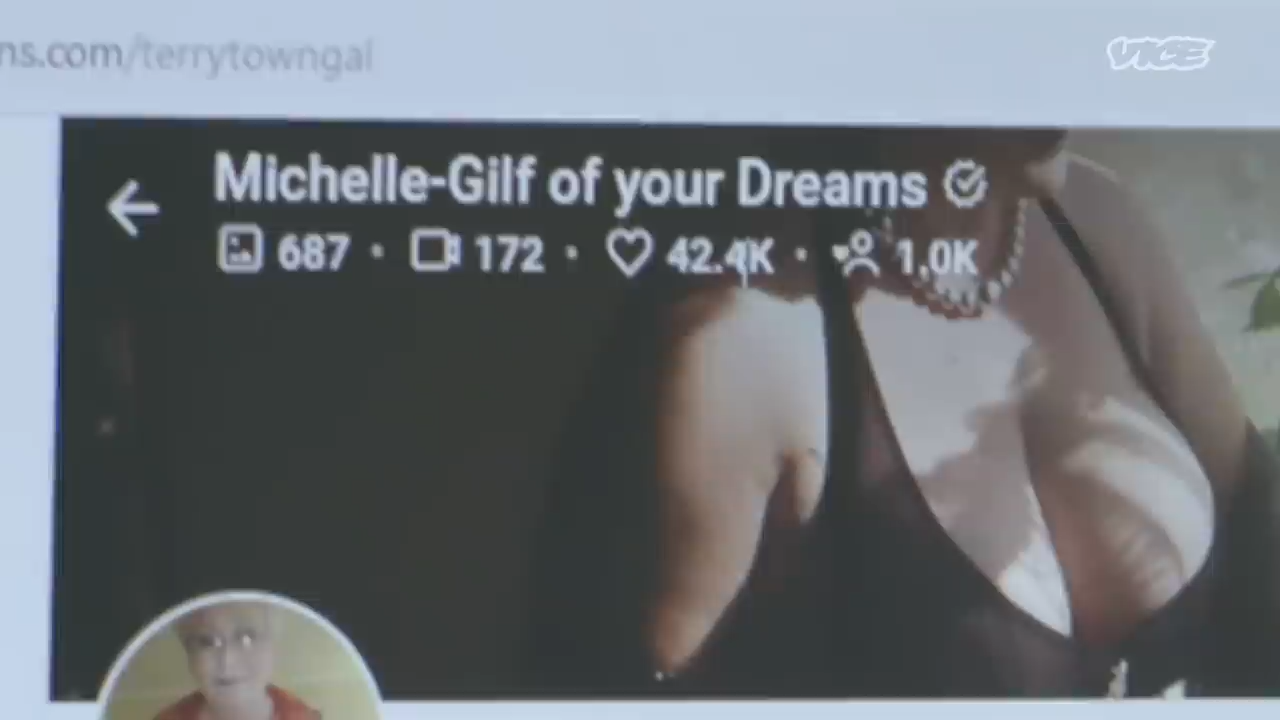 ns.com/terrytowngal
VICE
Michelle-Gilf of your Dreams
687 · 172 · 42.4K · 1.0K